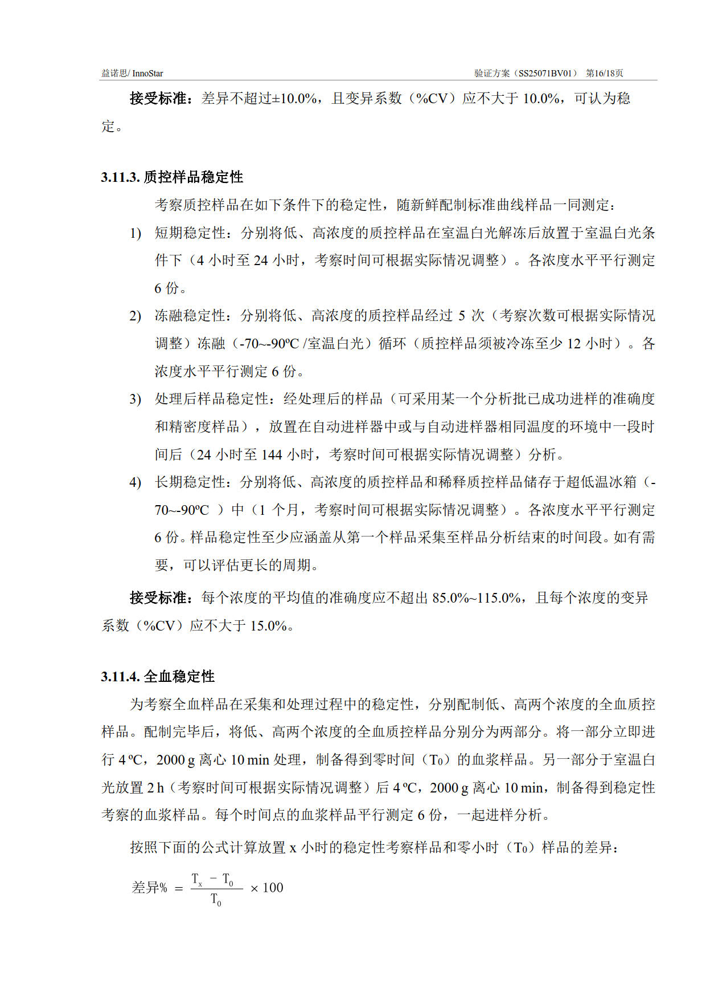 益诺思/ InnoStar 验证方案（SS25071BV01） 第16/18页
接受标准：差异不超过±10.0%，且变异系数（%CV）应不大于 10.0%，可认为稳
定。
3.11.3. 质控样品稳定性
考察质控样品在如下条件下的稳定性，随新鲜配制标准曲线样品一同测定：
1) 短期稳定性：分别将低、高浓度的质控样品在室温白光解冻后放置于室温白光条
件下（4 小时至 24 小时，考察时间可根据实际情况调整）。各浓度水平平行测定
6 份。
2) 冻融稳定性：分别将低、高浓度的质控样品经过 5 次（考察次数可根据实际情况
调整）冻融（-70~-90ºC /室温白光）循环（质控样品须被冷冻至少 12 小时）。各
浓度水平平行测定 6 份。
3) 处理后样品稳定性：经处理后的样品（可采用某一个分析批已成功进样的准确度
和精密度样品），放置在自动进样器中或与自动进样器相同温度的环境中一段时
间后（24 小时至 144 小时，考察时间可根据实际情况调整）分析。
4) 长期稳定性：分别将低、高浓度的质控样品和稀释质控样品储存于超低温冰箱（-
70~-90ºC ）中（1 个月，考察时间可根据实际情况调整）。各浓度水平平行测定
6 份。样品稳定性至少应涵盖从第一个样品采集至样品分析结束的时间段。如有需
要，可以评估更长的周期。
接受标准：每个浓度的平均值的准确度应不超出 85.0%~115.0%，且每个浓度的变异
系数（%CV）应不大于 15.0%。
3.11.4. 全血稳定性
为考察全血样品在采集和处理过程中的稳定性，分别配制低、高两个浓度的全血质控
样品。配制完毕后，将低、高两个浓度的全血质控样品分别分为两部分。将一部分立即进
行 4 ºC，2000 g 离心 10 min 处理，制备得到零时间（T0）的血浆样品。另一部分于室温白
光放置 2 h（考察时间可根据实际情况调整）后 4 ºC，2000 g 离心 10 min，制备得到稳定性
考察的血浆样品。每个时间点的血浆样品平行测定 6 份，一起进样分析。
按照下面的公式计算放置 x 小时的稳定性考察样品和零小时（T0）样品的差异：
Tx − T0
差异% = × 100
T0